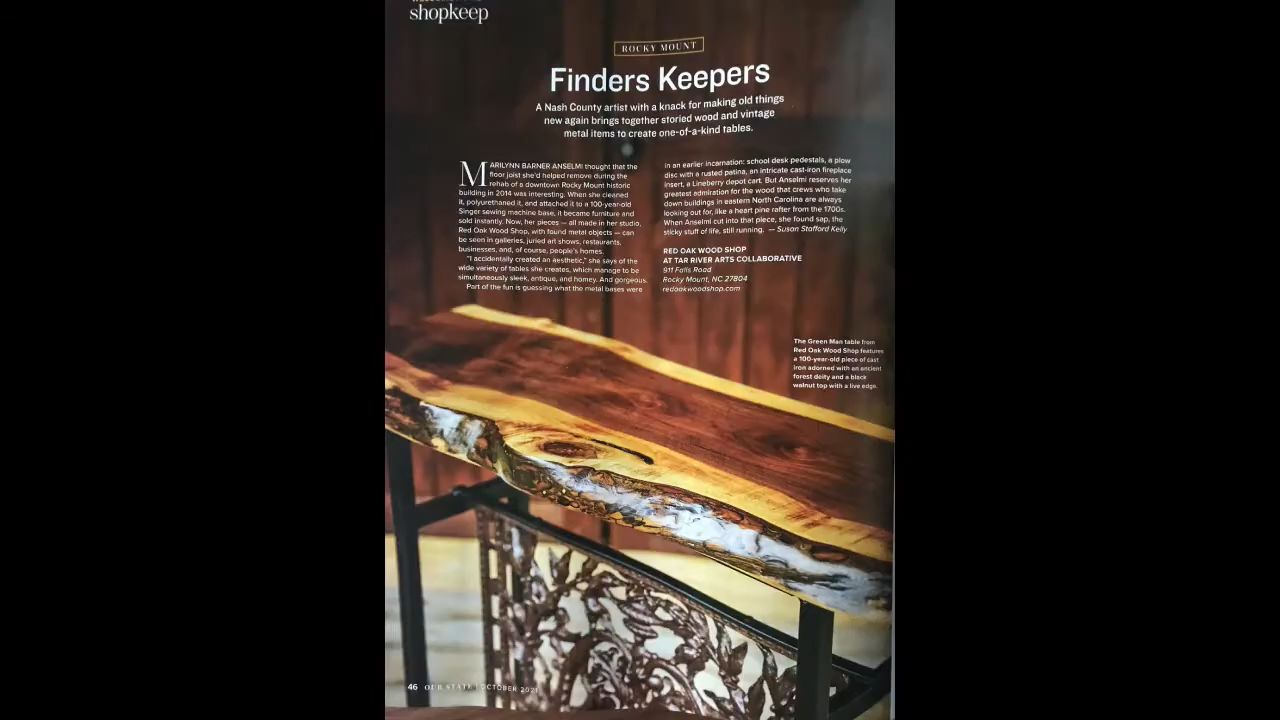 shopkeep
ROCKY MOUNT
Finders Keepers
A Nash County artist with a knack for making old things
new again brings together storied wood and vintage
metal items to create one-of-a-kind tables.
MARILYNN BARNER ANSELMI thought that the
floor joist she'd helped remove during the
rehab of a downtown Rocky Mount historic
building in 2014 was interesting. When she cleaned
it, polyurethaned it, and attached it to a 100-year-old
Singer sewing machine base, it became furniture and
sold instantly. Now, her pieces — all made in her studio,
Red Oak Wood Shop, with found metal objects — can
be seen in galleries, juried art shows, restaurants,
businesses, and, of course, people's homes.
"I accidentally created an aesthetic," she says of the
wide variety of tables she creates, which manage to be
simultaneously sleek, antique, and homey. And gorgeous.
Part of the fun is guessing what the metal bases were
in an earlier incarnation: school desk pedestals, a plow
disc with a rusted patina, an intricate cast-iron fireplace
insert, a Lineberry depot cart. But Anselmi reserves her
greatest admiration for the wood that crews who take
down buildings in eastern North Carolina are always
looking out for, like a heart pine rafter from the 1700s.
When Anselmi cut into that piece, she found sap, the
sticky stuff of life, still running. — Susan Stafford Kelly
RED OAK WOOD SHOP
AT TAR RIVER ARTS COLLABORATIVE
911 Falls Road
Rocky Mount, NC 27804
redoakwoodshop.com
The Green Man table from
Red Oak Wood Shop features
a 100-year-old piece of cast
iron adorned with an ancient
forest deity and a black
walnut top with a live edge.
46 OUR STATE | OCTOBER 2021